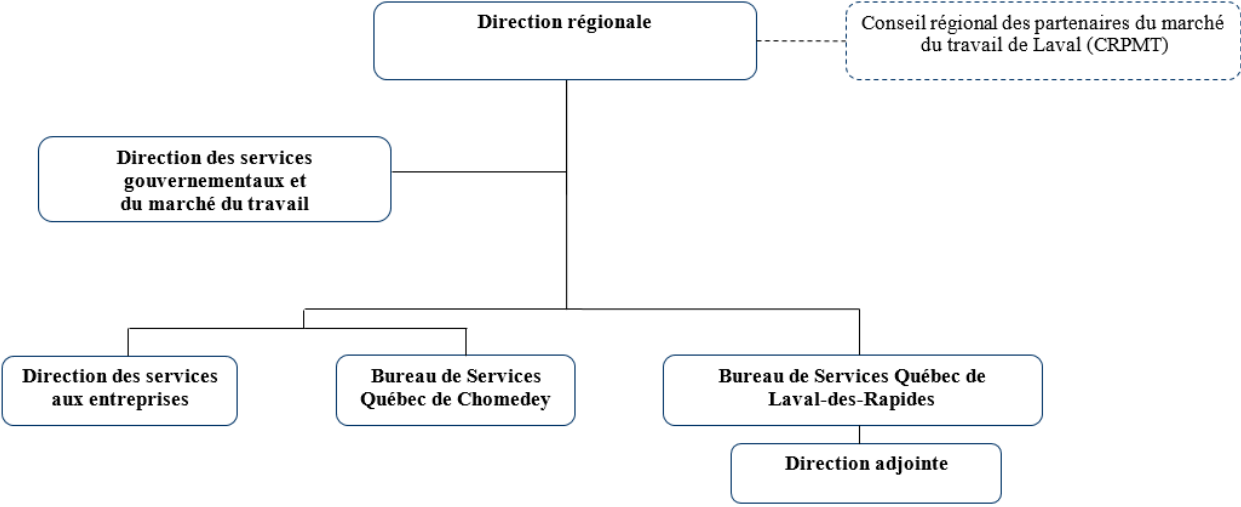 Direction régionale
Conseil régional des partenaires du marché
du travail de Laval (CRPMT)
Direction des services
gouvernementaux et
du marché du travail
Direction des services
aux entreprises
Bureau de Services
Québec de Chomedey
Bureau de Services Québec de
Laval-des-Rapides
Direction adjointe